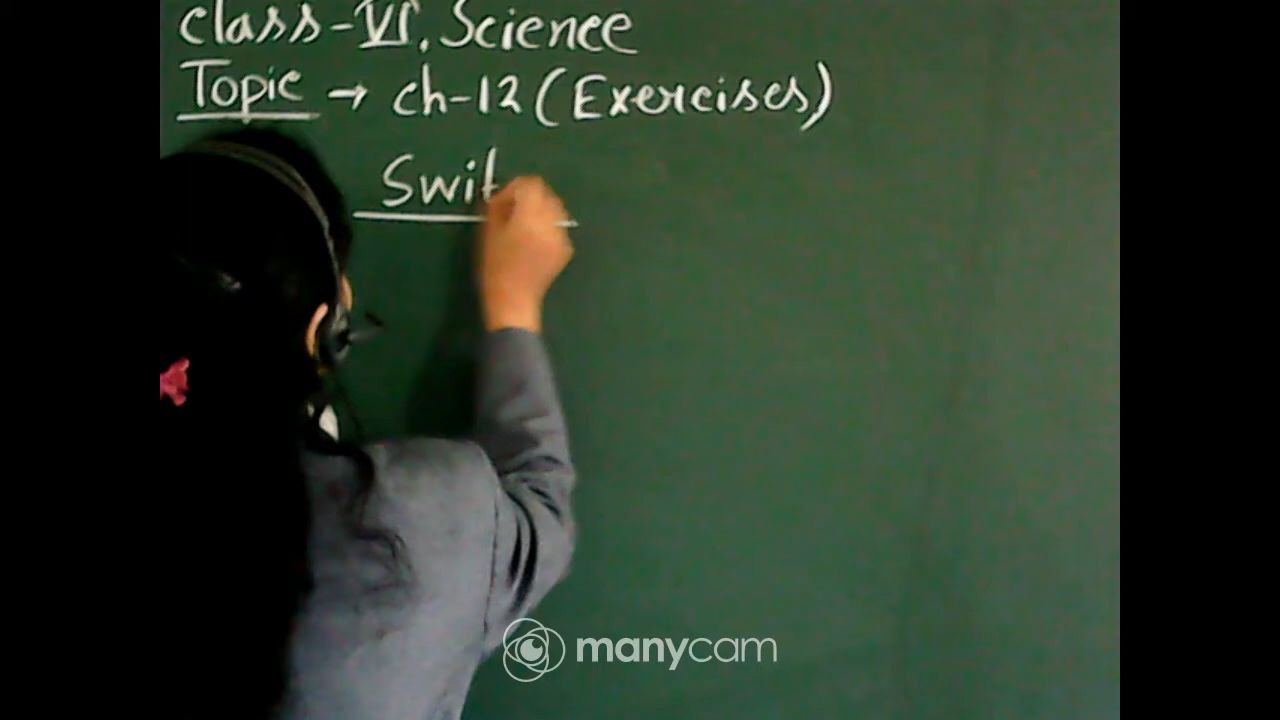 Class-VI, Science
Topic → ch-12 (Exercises)
Swit
manycam